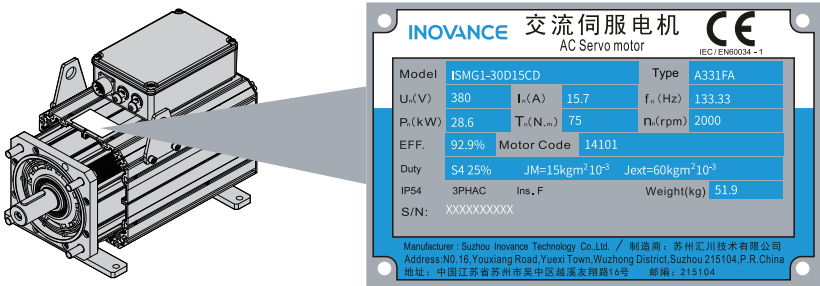 INOVANCE 交流伺服电机 CE
AC Servo motor IEC/EN60034-1
Model ISMG1-30D15CD Type A331FA
Uₙ(V) 380 Iₙ(A) 15.7 fₙ(Hz) 133.33
Pₙ(kW) 28.6 Tₙ(N.m) 75 nₙ(rpm) 2000
EFF. 92.9% Motor Code 14101
Duty S4 25% JM=15kgm²10⁻³ Jext=60kgm²10⁻³
IP54 3PHAC Ins. F Weight(kg) 51.9
S/N: XXXXXXXXXX
Manufacturer : Suzhou Inovance Technology Co.,Ltd. / 制造商：苏州汇川技术有限公司
Address:N0.16,Youxiang Road,Yuexi Town,Wuzhong District,Suzhou 215104,P.R.China
地址：中国江苏省苏州市吴中区越溪友翔路16号 邮编：215104